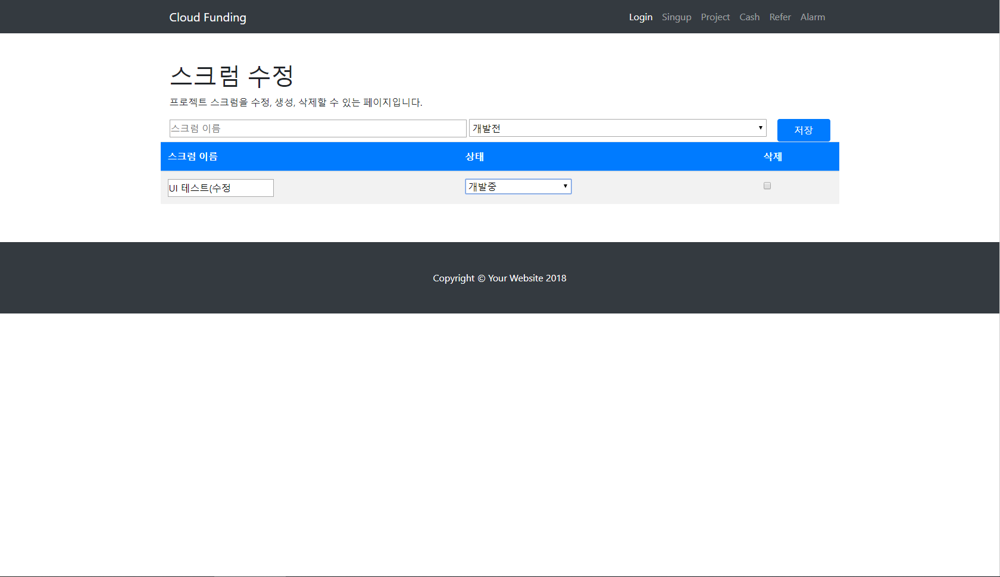 Cloud Funding Login Singup Project Cash Refer Alarm
스크럼 수정
프로젝트 스크럼을 수정, 생성, 삭제할 수 있는 페이지입니다.
스크럼 이름 개발전 저장
스크럼 이름 상태 삭제
UI 테스트(수정 개발중
Copyright © Your Website 2018